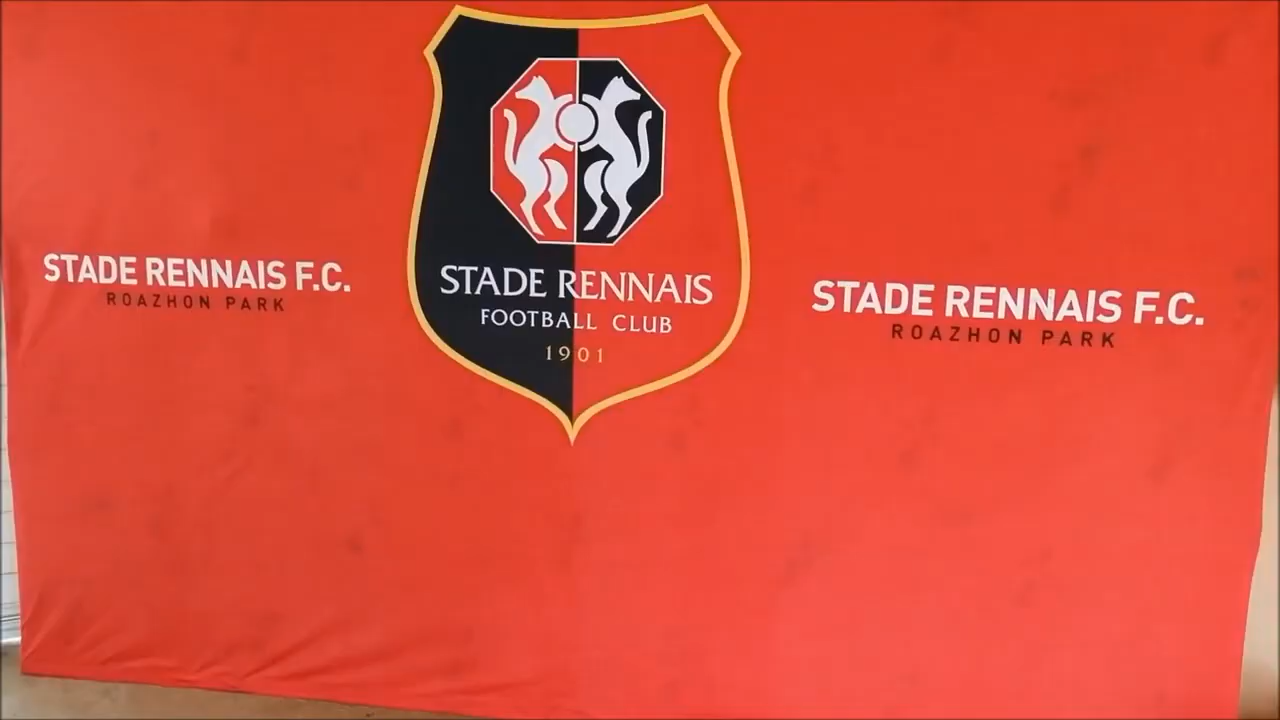 STADE RENNAIS F.C.
ROAZHON PARK
STADE RENNAIS
FOOTBALL CLUB
1901
STADE RENNAIS F.C.
ROAZHON PARK